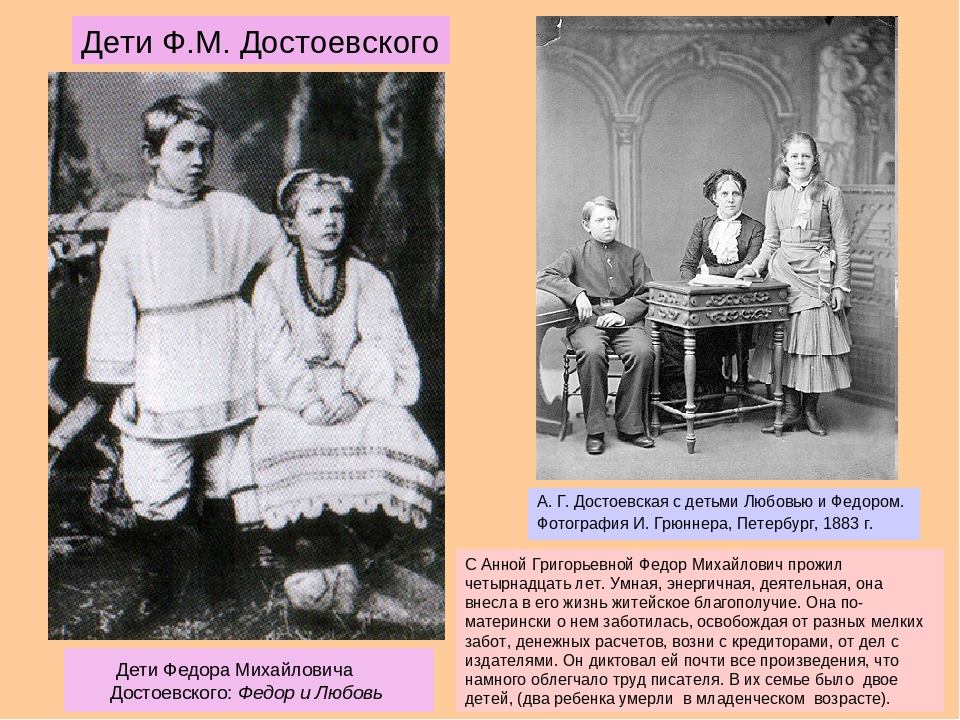 Дети Ф.М. Достоевского
А. Г. Достоевская с детьми Любовью и Федором.
Фотография И. Грюннера, Петербург, 1883 г.
С Анной Григорьевной Федор Михайлович прожил
четырнадцать лет. Умная, энергичная, деятельная, она
внесла в его жизнь житейское благополучие. Она по-
матерински о нем заботилась, освобождая от разных мелких
забот, денежных расчетов, возни с кредиторами, от дел с
издателями. Он диктовал ей почти все произведения, что
намного облегчало труд писателя. В их семье было  двое
детей, (два ребенка умерли  в младенческом  возрасте).
Дети Федора Михайловича
Достоевского: Федор и Любовь